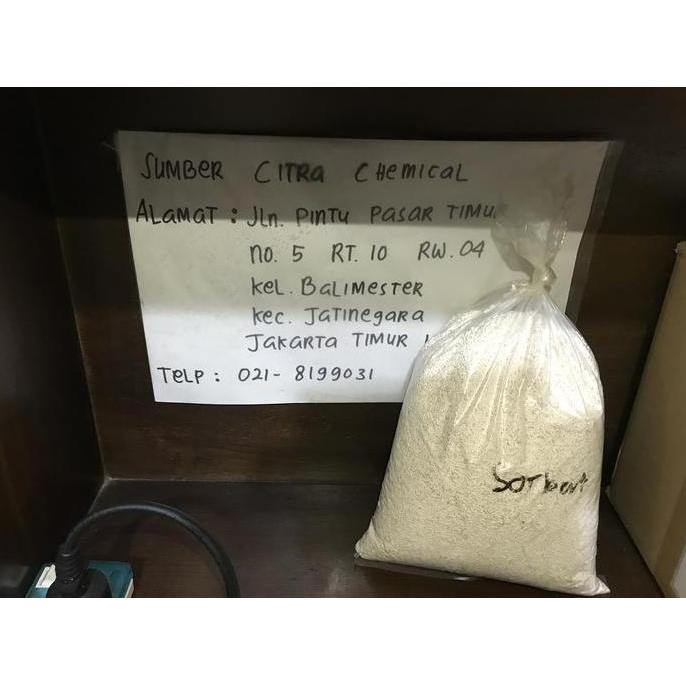 SUMBER CITRA CHEMICAL
ALAMAT : JLn. PINTU PASAR TIMUR
NO. 5 RT. 10 RW. 04
KEL. BALIMESTER
KEC. JATINEGARA
JAKARTA TIMUR
TELP : 021- 8199031